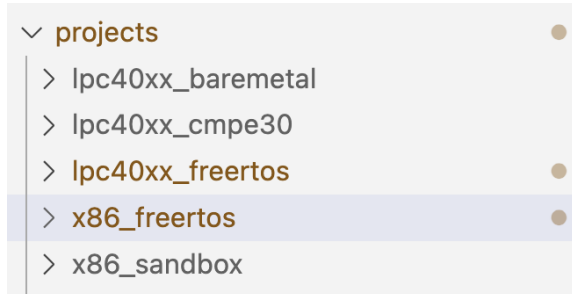 projects
lpc40xx_baremetal
lpc40xx_cmpe30
lpc40xx_freertos
x86_freertos
x86_sandbox